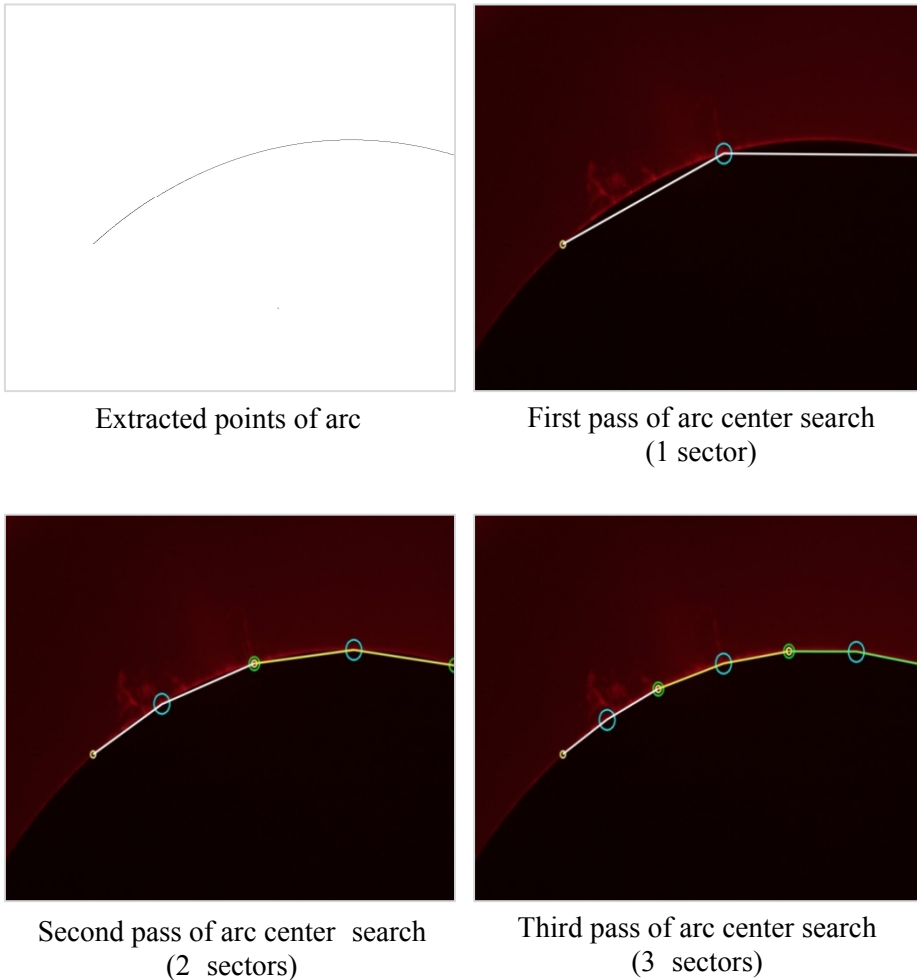 Extracted points of arc
First pass of arc center search
(1 sector)
Second pass of arc center  search
(2  sectors)
Third pass of arc center search
(3  sectors)